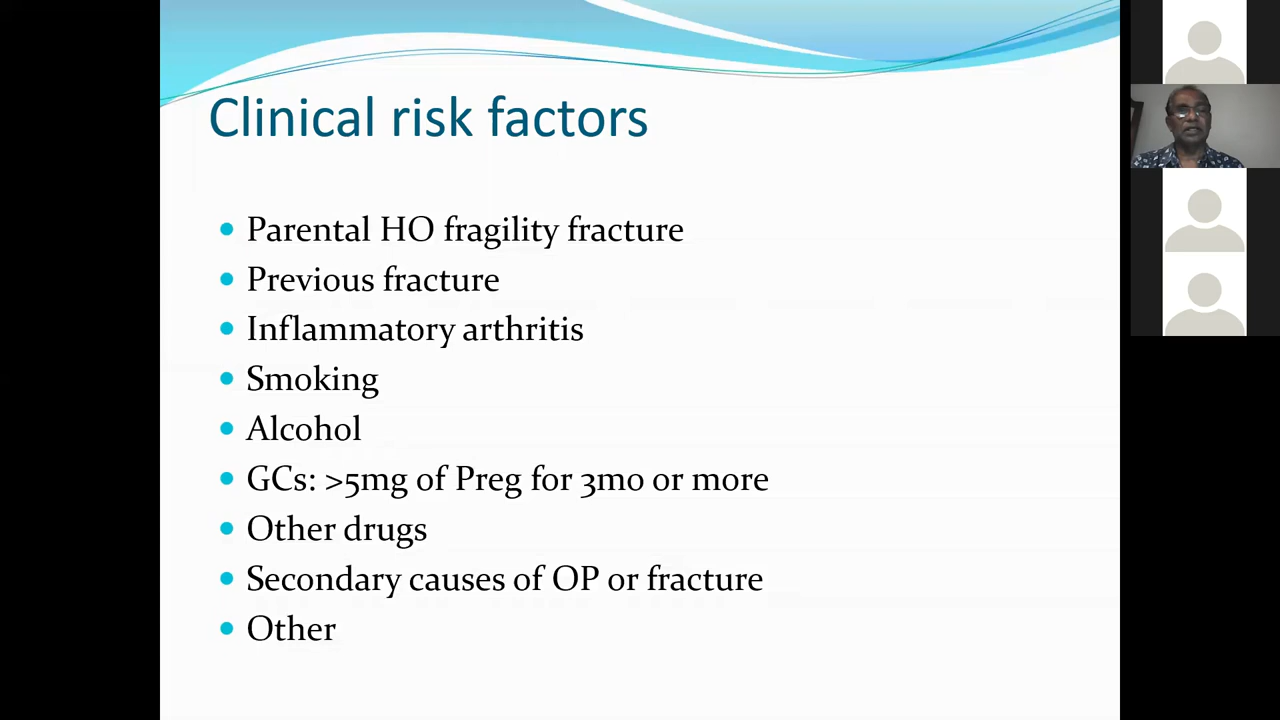 Clinical risk factors
Parental HO fragility fracture
Previous fracture
Inflammatory arthritis
Smoking
Alcohol
GCs: >5mg of Preg for 3mo or more
Other drugs
Secondary causes of OP or fracture
Other